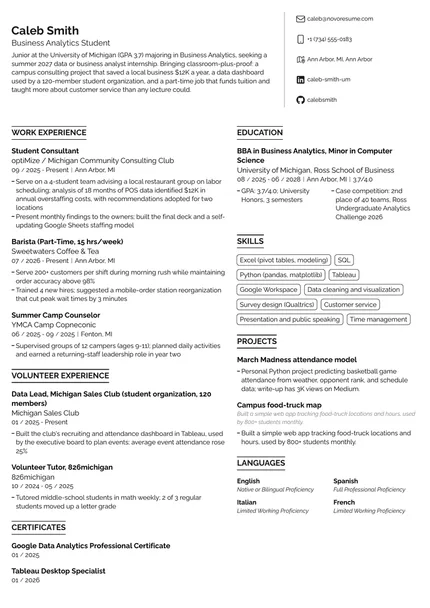 Caleb Smith
Business Analytics Student
Junior at the University of Michigan (GPA 3.7) majoring in Business Analytics, seeking a
summer 2027 data or business analyst internship. Bringing classroom-plus-proof: a
campus consulting project that saved a local business $12K a year, a data dashboard
used by a 120-member student organization, and a part-time job that funds tuition and
taught more about customer service than any lecture could.
caleb@novoresume.com
+1 (734) 555-0183
Ann Arbor, MI, Ann Arbor
caleb-smith-um
calebsmith
WORK EXPERIENCE
Student Consultant
optiMize / Michigan Community Consulting Club
09 / 2025 - Present | Ann Arbor, MI
- Serve on a 4-student team advising a local restaurant group on labor
scheduling; analysis of 18 months of POS data identified $12K in
annual overstaffing costs, with recommendations adopted for two
locations
- Present monthly findings to the owners; built the final deck and a self-
updating Google Sheets staffing model
Barista (Part-Time, 15 hrs/week)
Sweetwaters Coffee & Tea
07 / 2026 - Present | Ann Arbor, MI
- Serve 200+ customers per shift during morning rush while maintaining
order accuracy above 98%
- Trained 4 new hires; suggested a mobile-order station reorganization
that cut peak wait times by 3 minutes
Summer Camp Counselor
YMCA Camp Copneconic
06 / 2025 - 09 / 2025 | Fenton, MI
- Supervised groups of 12 campers (ages 9-11); planned daily activities
and earned a returning-staff leadership role in year two
VOLUNTEER EXPERIENCE
Data Lead, Michigan Sales Club (student organization, 120
members)
Michigan Sales Club
01 / 2025 - Present
- Built the club's recruiting and attendance dashboard in Tableau, used
by the executive board to plan events; average event attendance rose
25%
Volunteer Tutor, 826michigan
826michigan
10 / 2024 - 05 / 2025
- Tutored middle-school students in math weekly; 2 of 3 regular
students moved up a letter grade
CERTIFICATES
Google Data Analytics Professional Certificate
01 / 2025
Tableau Desktop Specialist
01 / 2026
EDUCATION
BBA in Business Analytics, Minor in Computer
Science
University of Michigan, Ross School of Business
08 / 2025 - 06 / 2028 | Ann Arbor, MI | 3.7/4.0
- GPA: 3.7/4.0; University
Honors, 3 semesters
- Case competition: 2nd
place of 40 teams, Ross
Undergraduate Analytics
Challenge 2026
SKILLS
Excel (pivot tables, modeling) SQL
Python (pandas, matplotlib) Tableau
Google Workspace Data cleaning and visualization
Survey design (Qualtrics) Customer service
Presentation and public speaking Time management
PROJECTS
March Madness attendance model
- Personal Python project predicting basketball game
attendance from weather, opponent rank, and schedule
data; write-up has 3K views on Medium.
Campus food-truck map
Built a simple web app tracking food-truck locations and hours, used
by 800+ students monthly.
- Built a simple web app tracking food-truck locations and
hours, used by 800+ students monthly.
LANGUAGES
English
Native or Bilingual Proficiency
Spanish
Full Professional Proficiency
Italian
Limited Working Proficiency
French
Limited Working Proficiency